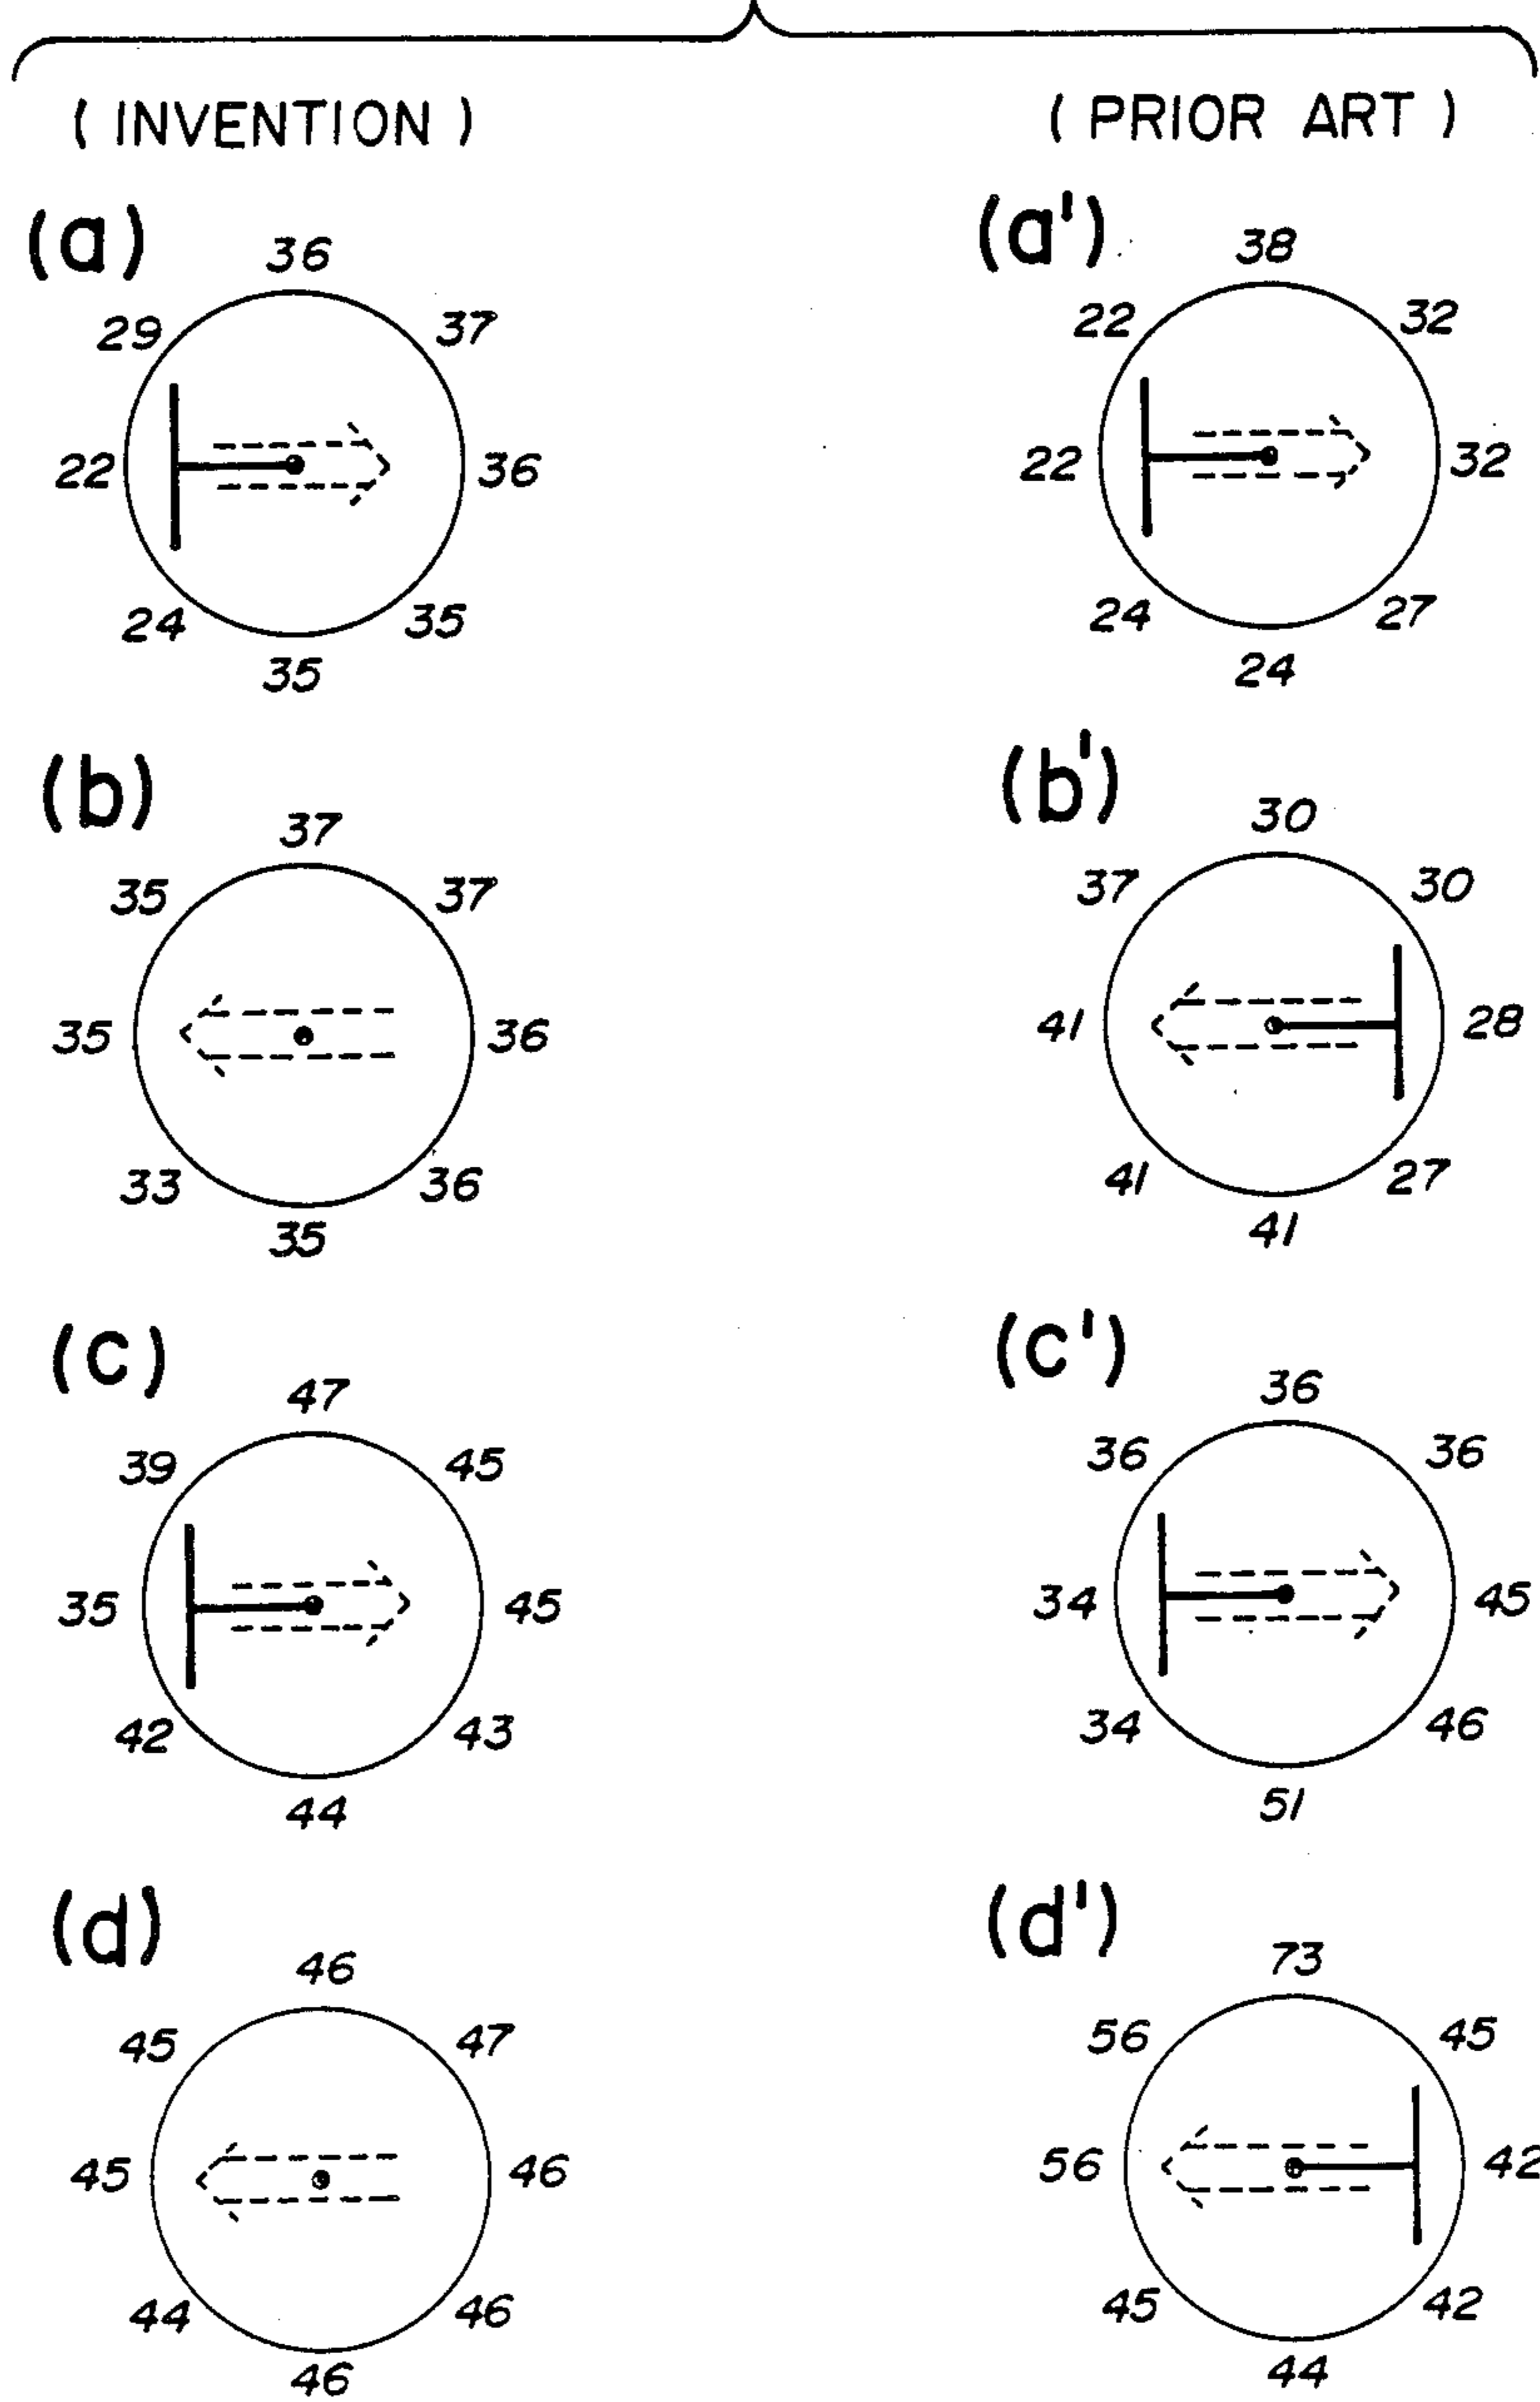 ( INVENTION ) ( PRIOR ART )
(a) (a')
36 38
29 37 22 32
22 36 22 32
24 35 24 27
35 24
(b) (b')
37 30
35 37 37 30
35 36 41 28
33 36 41 27
35 41
(c) (c')
47 36
39 45 36 36
35 45 34 45
42 43 34 46
44 51
(d) (d')
46 73
45 47 56 45
45 46 56 42
44 46 45 42
46 44